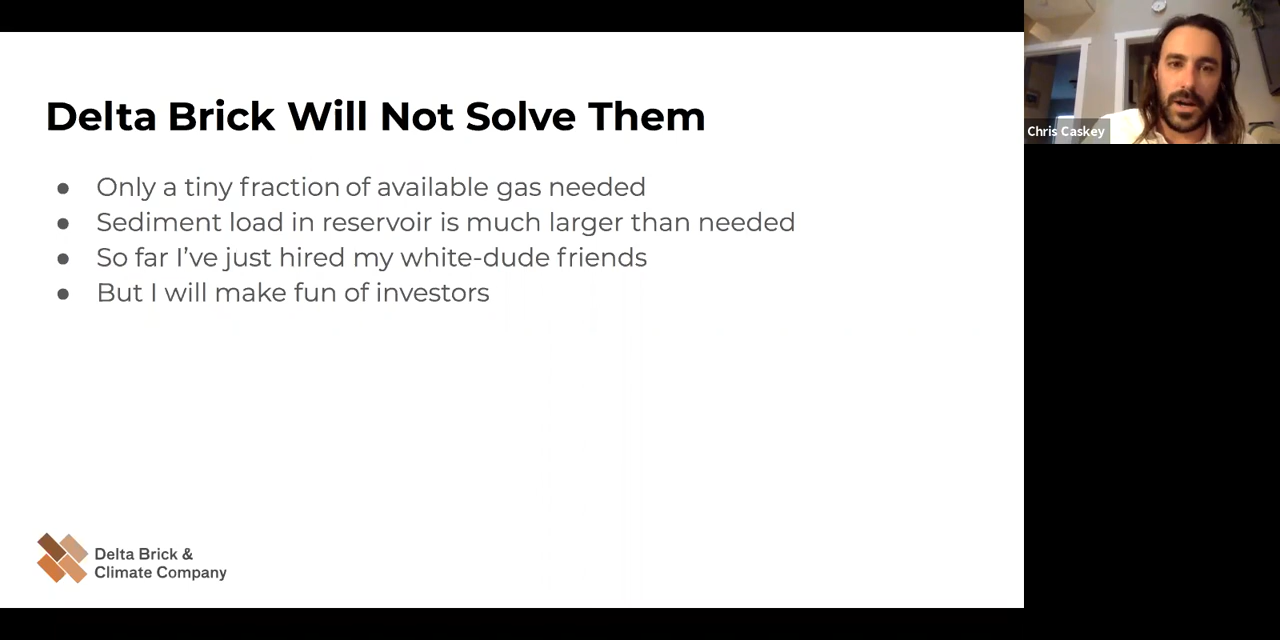 Delta Brick Will Not Solve Them
● Only a tiny fraction of available gas needed
● Sediment load in reservoir is much larger than needed
● So far I've just hired my white-dude friends
● But I will make fun of investors
Delta Brick &
Climate Company
Chris Caskey